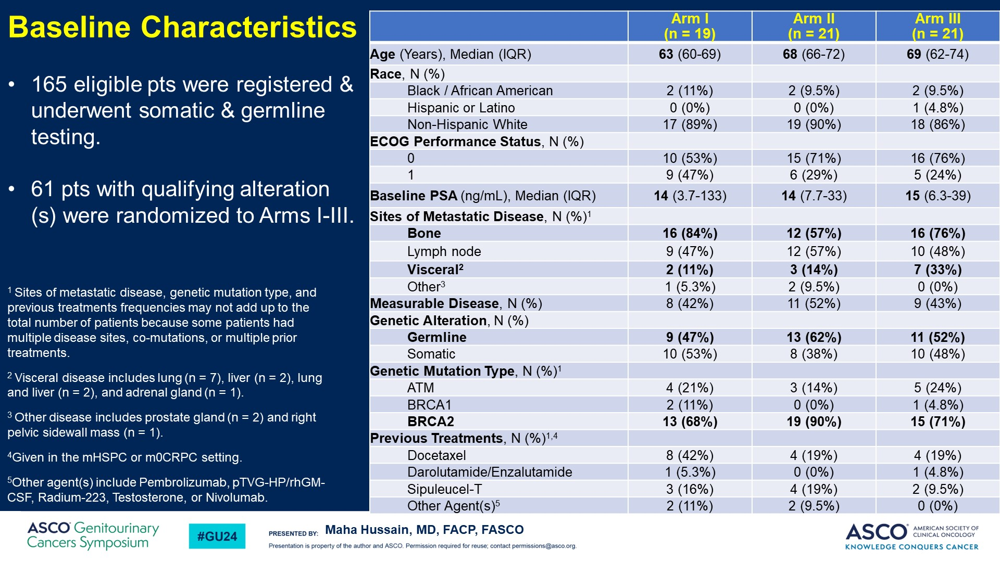 Baseline Characteristics
• 165 eligible pts were registered &
underwent somatic & germline
testing.
• 61 pts with qualifying alteration
(s) were randomized to Arms I-III.
1 Sites of metastatic disease, genetic mutation type, and
previous treatments frequencies may not add up to the
total number of patients because some patients had
multiple disease sites, co-mutations, or multiple prior
treatments.
2 Visceral disease includes lung (n = 7), liver (n = 2), lung
and liver (n = 2), and adrenal gland (n = 1).
3 Other disease includes prostate gland (n = 2) and right
pelvic sidewall mass (n = 1).
4Given in the mHSPC or m0CRPC setting.
5Other agent(s) include Pembrolizumab, pTVG-HP/rhGM-
CSF, Radium-223, Testosterone, or Nivolumab.
Arm I Arm II Arm III
(n = 19) (n = 21) (n = 21)
Age (Years), Median (IQR) 63 (60-69) 68 (66-72) 69 (62-74)
Race, N (%)
Black / African American 2 (11%) 2 (9.5%) 2 (9.5%)
Hispanic or Latino 0 (0%) 0 (0%) 1 (4.8%)
Non-Hispanic White 17 (89%) 19 (90%) 18 (86%)
ECOG Performance Status, N (%)
0 10 (53%) 15 (71%) 16 (76%)
1 9 (47%) 6 (29%) 5 (24%)
Baseline PSA (ng/mL), Median (IQR) 14 (3.7-133) 14 (7.7-33) 15 (6.3-39)
Sites of Metastatic Disease, N (%)1
Bone 16 (84%) 12 (57%) 16 (76%)
Lymph node 9 (47%) 12 (57%) 10 (48%)
Visceral2 2 (11%) 3 (14%) 7 (33%)
Other3 1 (5.3%) 2 (9.5%) 0 (0%)
Measurable Disease, N (%) 8 (42%) 11 (52%) 9 (43%)
Genetic Alteration, N (%)
Germline 9 (47%) 13 (62%) 11 (52%)
Somatic 10 (53%) 8 (38%) 10 (48%)
Genetic Mutation Type, N (%)1
ATM 4 (21%) 3 (14%) 5 (24%)
BRCA1 2 (11%) 0 (0%) 1 (4.8%)
BRCA2 13 (68%) 19 (90%) 15 (71%)
Previous Treatments, N (%)1,4
Docetaxel 8 (42%) 4 (19%) 4 (19%)
Darolutamide/Enzalutamide 1 (5.3%) 0 (0%) 1 (4.8%)
Sipuleucel-T 3 (16%) 4 (19%) 2 (9.5%)
Other Agent(s)5 2 (11%) 2 (9.5%) 0 (0%)
ASCO Genitourinary
Cancers Symposium
#GU24
PRESENTED BY: Maha Hussain, MD, FACP, FASCO
Presentation is property of the author and ASCO. Permission required for reuse; contact permissions@asco.org.
ASCO AMERICAN SOCIETY OF
CLINICAL ONCOLOGY
KNOWLEDGE CONQUERS CANCER